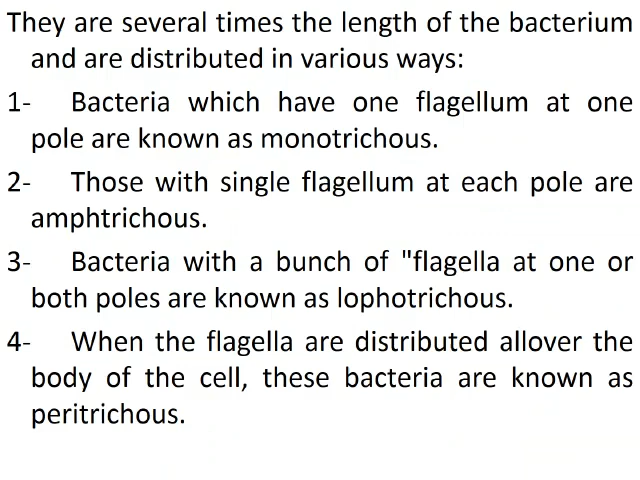 They are several times the length of the bacterium
and are distributed in various ways:
1- Bacteria which have one flagellum at one
pole are known as monotrichous.
2- Those with single flagellum at each pole are
amphtrichous.
3- Bacteria with a bunch of "flagella at one or
both poles are known as lophotrichous.
4- When the flagella are distributed allover the
body of the cell, these bacteria are known as
peritrichous.